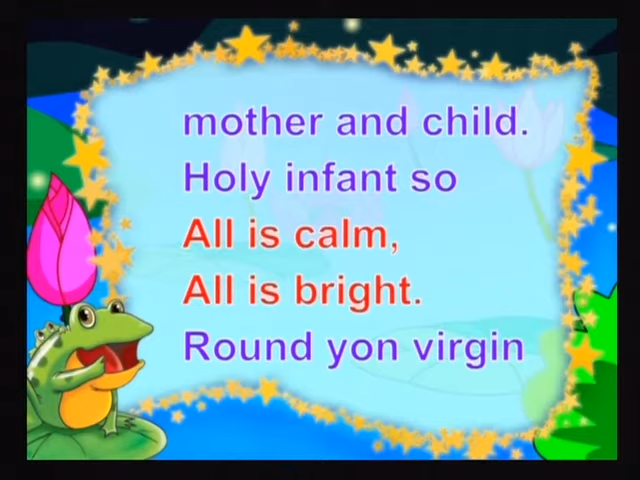 mother and child.
Holy infant so
All is calm,
All is bright.
Round yon virgin